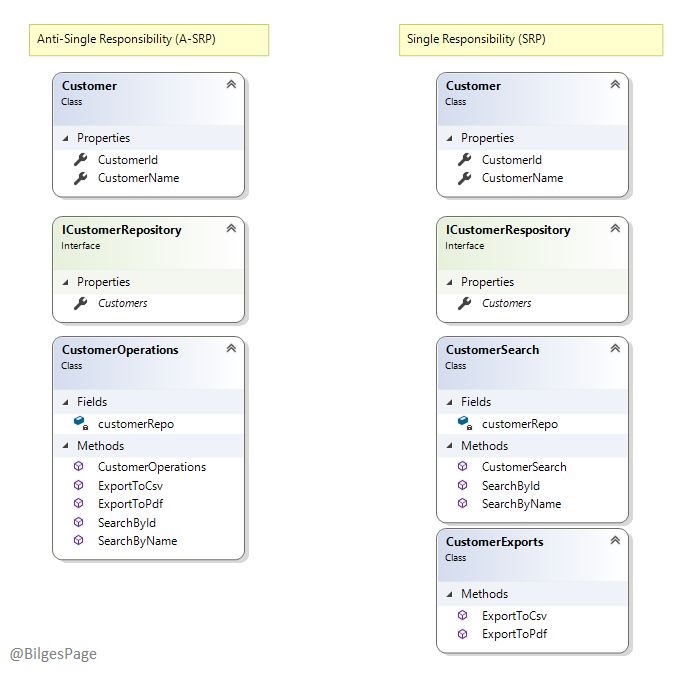 Anti-Single Responsibility (A-SRP)
Customer
Class
Properties
CustomerId
CustomerName
ICustomerRepository
Interface
Properties
Customers
CustomerOperations
Class
Fields
customerRepo
Methods
CustomerOperations
ExportToCsv
ExportToPdf
SearchById
SearchByName
Single Responsibility (SRP)
Customer
Class
Properties
CustomerId
CustomerName
ICustomerRespository
Interface
Properties
Customers
CustomerSearch
Class
Fields
customerRepo
Methods
CustomerSearch
SearchById
SearchByName
CustomerExports
Class
Methods
ExportToCsv
ExportToPdf
@BilgesPage